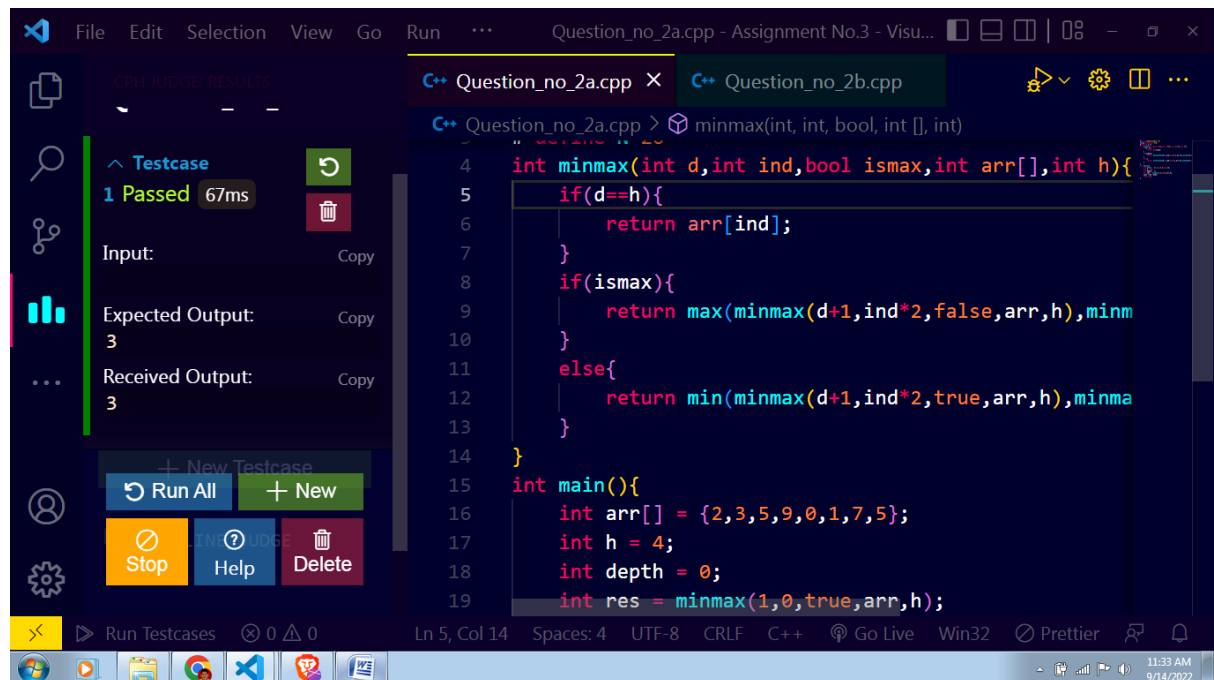 File Edit Selection View Go Run ··· Question_no_2a.cpp - Assignment No.3 - Visu...
CPH JUDGE RESULTS
Testcase
1 Passed 67ms
Input: Copy
Expected Output: Copy
3
Received Output: Copy
3
+ New Testcase
Run All + New
Stop Help Delete
C++ Question_no_2a.cpp × C++ Question_no_2b.cpp
C++ Question_no_2a.cpp > minmax(int, int, bool, int [], int)
4 int minmax(int d,int ind,bool ismax,int arr[],int h){
5 if(d==h){
6 return arr[ind];
7 }
8 if(ismax){
9 return max(minmax(d+1,ind*2,false,arr,h),minm
10 }
11 else{
12 return min(minmax(d+1,ind*2,true,arr,h),minma
13 }
14 }
15 int main(){
16 int arr[] = {2,3,5,9,0,1,7,5};
17 int h = 4;
18 int depth = 0;
19 int res = minmax(1,0,true,arr,h);
Run Testcases 0 0 Ln 5, Col 14 Spaces: 4 UTF-8 CRLF C++ Go Live Win32 Prettier
11:33 AM
9/14/2022